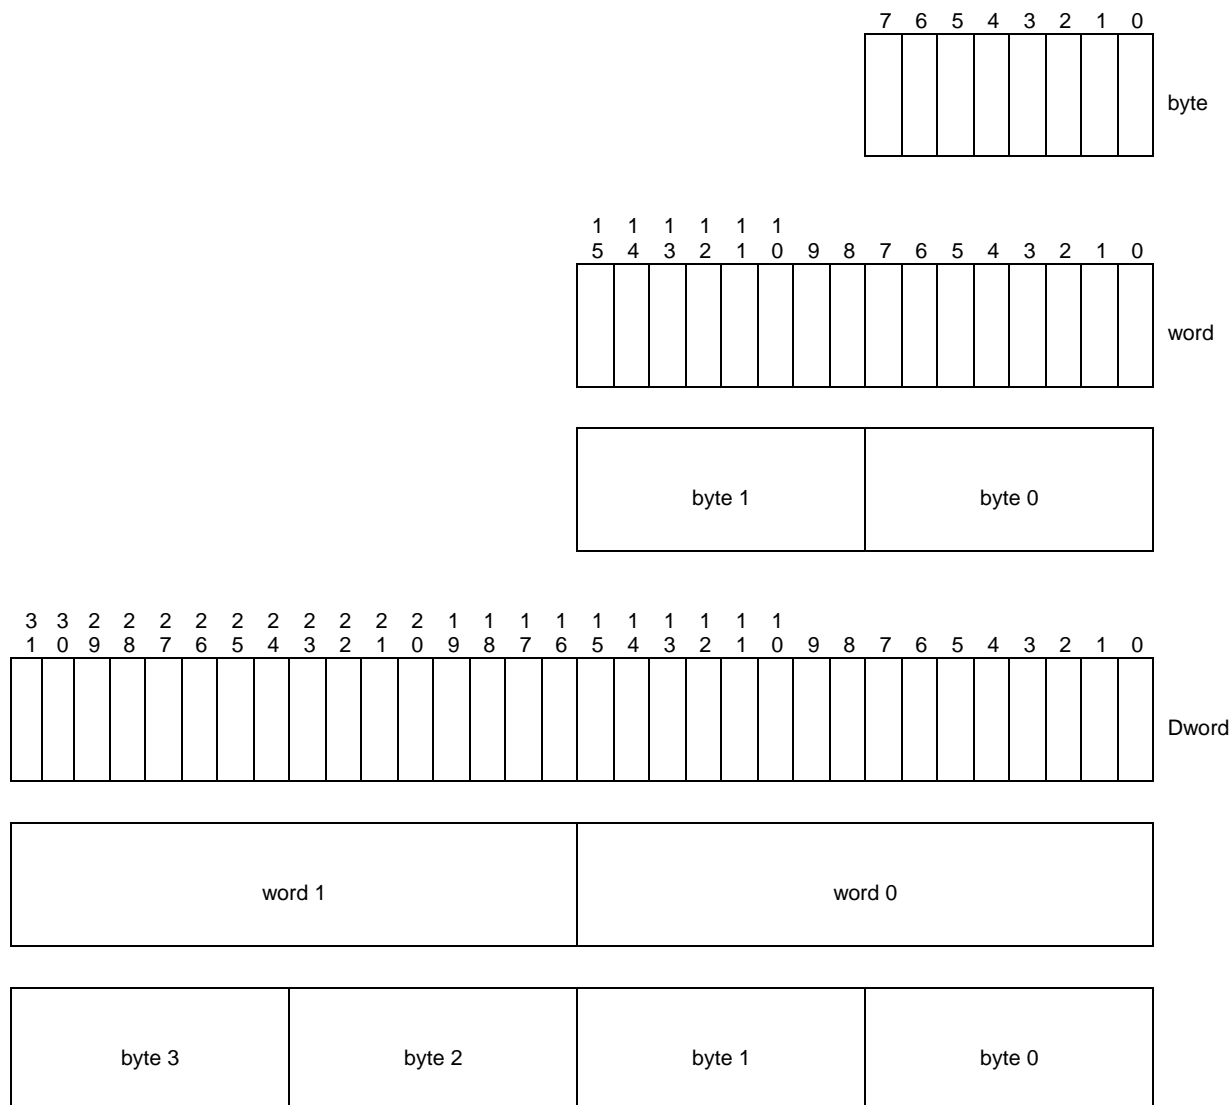 7 6 5 4 3 2 1 0
byte
1 1 1 1 1 1
5 4 3 2 1 0 9 8 7 6 5 4 3 2 1 0
word
byte 1 byte 0
3 3 2 2 2 2 2 2 2 2 2 2 1 1 1 1 1 1 1 1 1 1
1 0 9 8 7 6 5 4 3 2 1 0 9 8 7 6 5 4 3 2 1 0 9 8 7 6 5 4 3 2 1 0
Dword
word 1 word 0
byte 3 byte 2 byte 1 byte 0